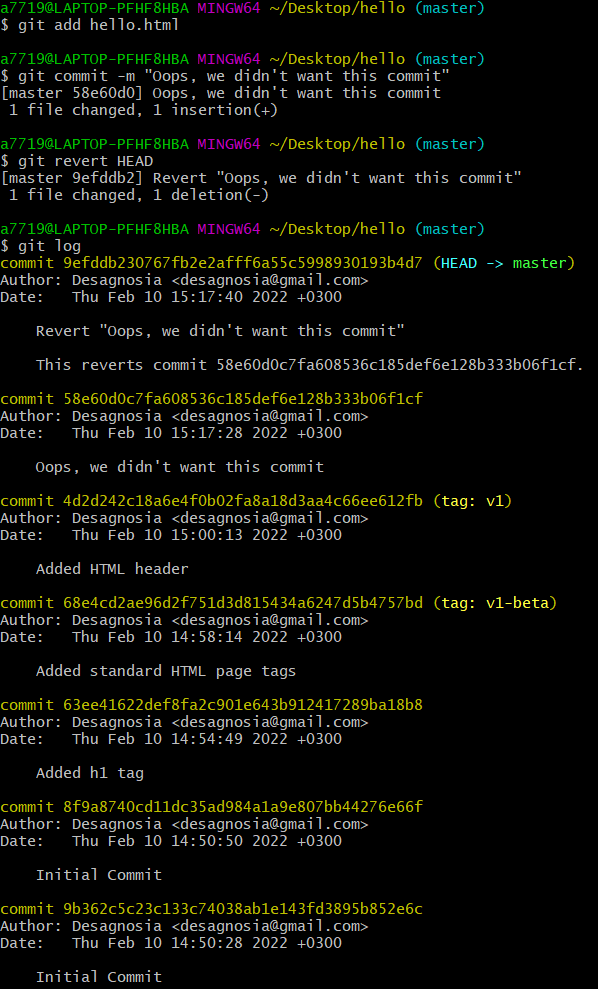 a7719@LAPTOP-PFHF8HBA MINGW64 ~/Desktop/hello (master)
$ git add hello.html
a7719@LAPTOP-PFHF8HBA MINGW64 ~/Desktop/hello (master)
$ git commit -m "Oops, we didn't want this commit"
[master 58e60d0] Oops, we didn't want this commit
 1 file changed, 1 insertion(+)
a7719@LAPTOP-PFHF8HBA MINGW64 ~/Desktop/hello (master)
$ git revert HEAD
[master 9efddb2] Revert "Oops, we didn't want this commit"
 1 file changed, 1 deletion(-)
a7719@LAPTOP-PFHF8HBA MINGW64 ~/Desktop/hello (master)
$ git log
commit 9efddb230767fb2e2afff6a55c5998930193b4d7 (HEAD -> master)
Author: Desagnosia <desagnosia@gmail.com>
Date:   Thu Feb 10 15:17:40 2022 +0300
    Revert "Oops, we didn't want this commit"
    This reverts commit 58e60d0c7fa608536c185def6e128b333b06f1cf.
commit 58e60d0c7fa608536c185def6e128b333b06f1cf
Author: Desagnosia <desagnosia@gmail.com>
Date:   Thu Feb 10 15:17:28 2022 +0300
    Oops, we didn't want this commit
commit 4d2d242c18a6e4f0b02fa8a18d3aa4c66ee612fb (tag: v1)
Author: Desagnosia <desagnosia@gmail.com>
Date:   Thu Feb 10 15:00:13 2022 +0300
    Added HTML header
commit 68e4cd2ae96d2f751d3d815434a6247d5b4757bd (tag: v1-beta)
Author: Desagnosia <desagnosia@gmail.com>
Date:   Thu Feb 10 14:58:14 2022 +0300
    Added standard HTML page tags
commit 63ee41622def8fa2c901e643b912417289ba18b8
Author: Desagnosia <desagnosia@gmail.com>
Date:   Thu Feb 10 14:54:49 2022 +0300
    Added h1 tag
commit 8f9a8740cd11dc35ad984a1a9e807bb44276e66f
Author: Desagnosia <desagnosia@gmail.com>
Date:   Thu Feb 10 14:50:50 2022 +0300
    Initial Commit
commit 9b362c5c23c133c74038ab1e143fd3895b852e6c
Author: Desagnosia <desagnosia@gmail.com>
Date:   Thu Feb 10 14:50:28 2022 +0300
    Initial Commit